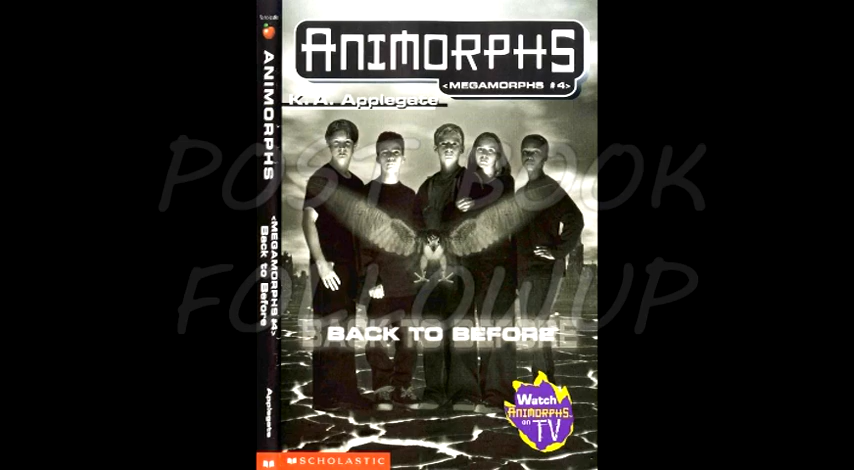 ANIMORPHS
<MEGAMORPHS #4>
Back to Before
Applegate
ANIMORPHS
<MEGAMORPHS #4>
K. A. Applegate
POST BOOK
FOLLOWUP
BACK TO BEFORE
Watch
ANIMORPHS
on
TV
SCHOLASTIC